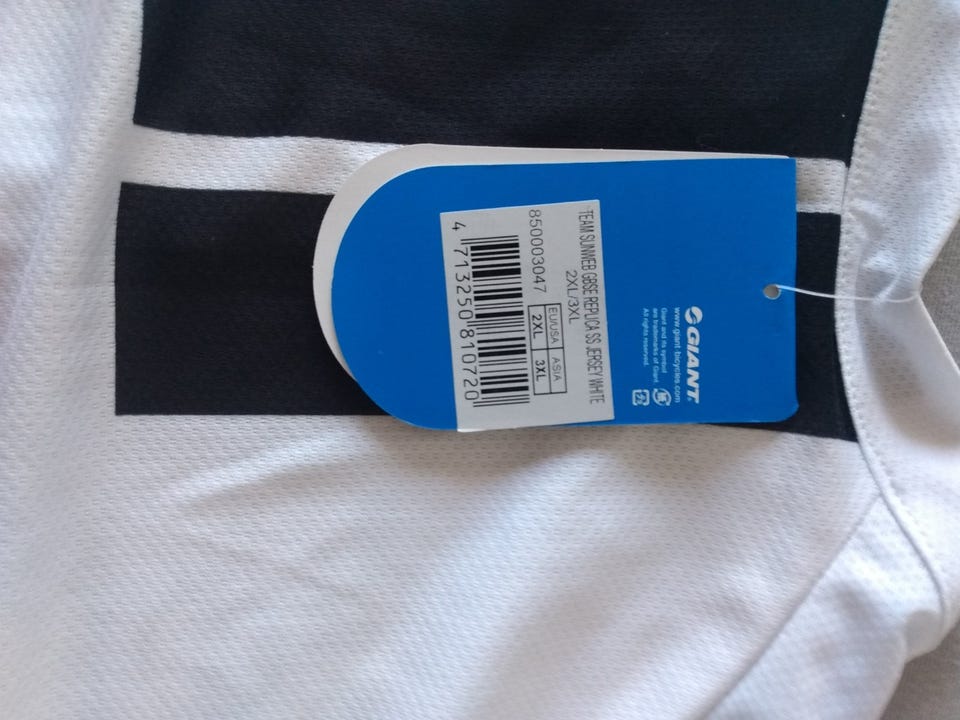 GIANT®
www.giant-bicycles.com
Giant and its symbol
are trademarks of Giant.
All rights reserved.
TEAM SUNWEB GBSE REPLICA SS JERSEY WHITE
2XL/3XL
850003047
EU/USA ASIA
2XL 3XL
4 713250 810720